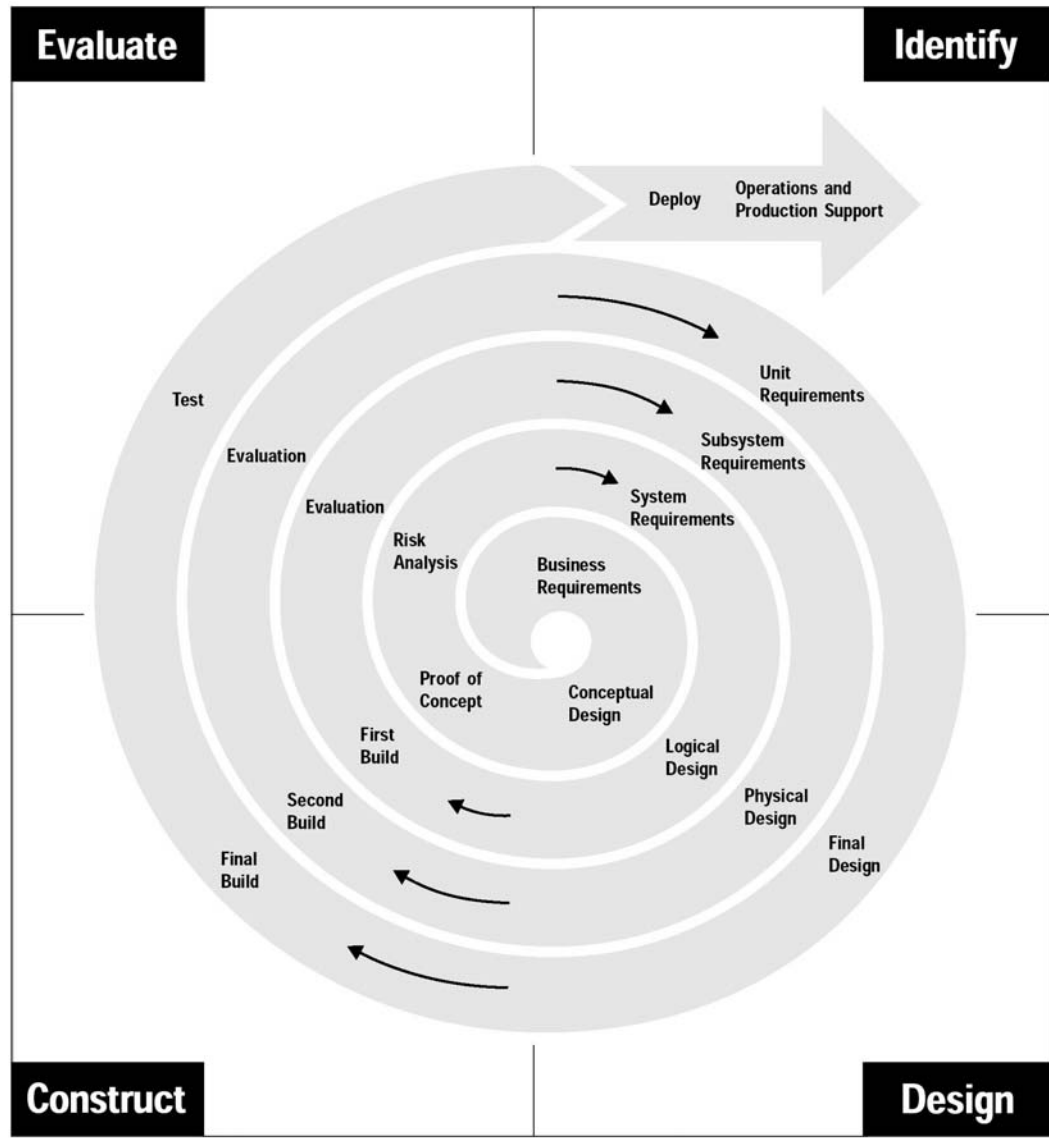 Evaluate
Identify
Deploy
Operations and
Production Support
Unit
Requirements
Test
Subsystem
Requirements
Evaluation
System
Requirements
Evaluation
Risk
Analysis
Business
Requirements
Proof of
Concept
Conceptual
Design
First
Build
Logical
Design
Second
Build
Physical
Design
Final
Build
Final
Design
Construct
Design